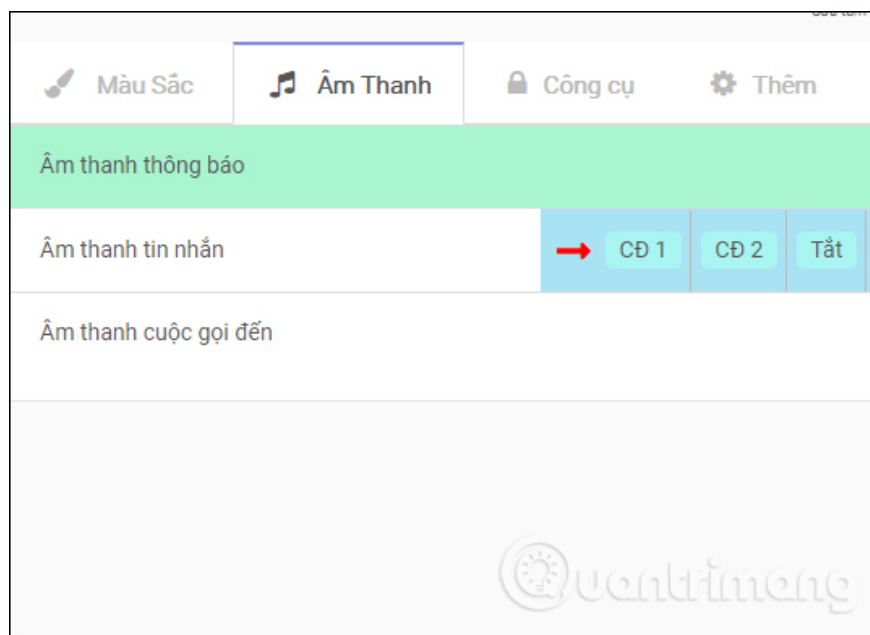 Màu Sắc Âm Thanh Công cụ Thêm
Âm thanh thông báo
Âm thanh tin nhắn CĐ 1 CĐ 2 Tắt
Âm thanh cuộc gọi đến
Quantrimang